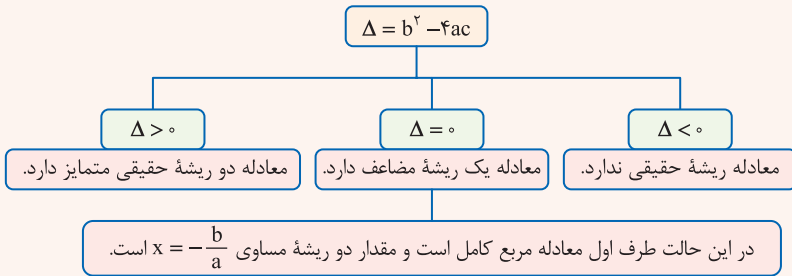 Δ = b^۲ − ۴ac
Δ < ۰
Δ = ۰
Δ > ۰
معادله ریشهٔ حقیقی ندارد.
معادله یک ریشهٔ مضاعف دارد.
معادله دو ریشهٔ حقیقی متمایز دارد.
در این حالت طرف اول معادله مربع کامل است و مقدار دو ریشهٔ مساوی x = −b/a است.